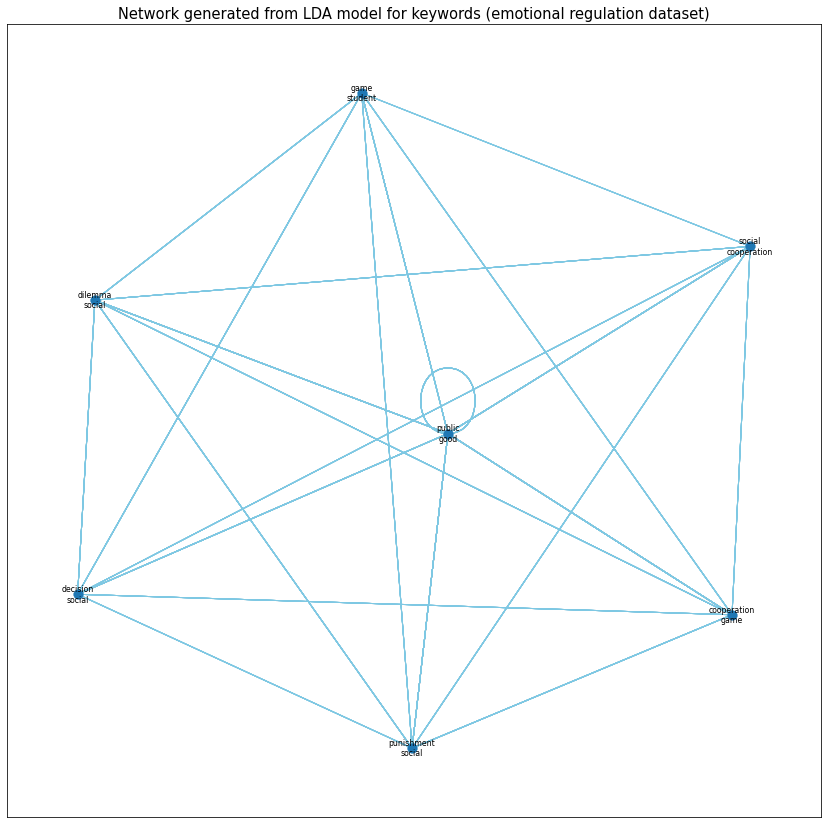 Network generated from LDA model for keywords (emotional regulation dataset)
game
student
social
cooperation
dilemma
social
public
good
decision
social
cooperation
game
punishment
social